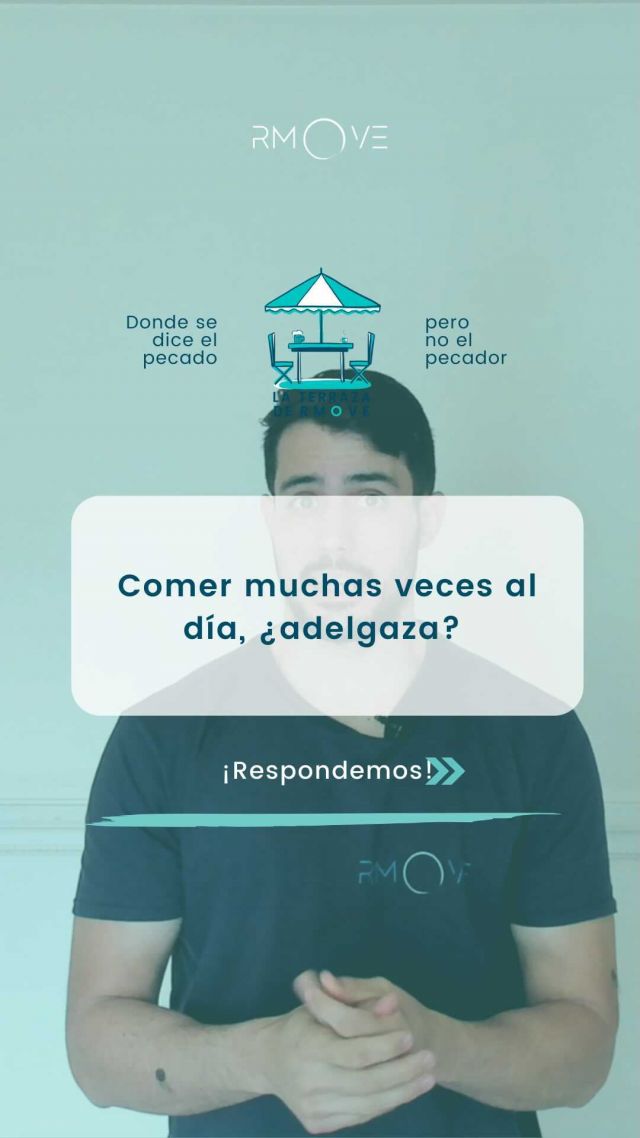 RMOVE
Donde se
dice el
pecado
pero
no el
pecador
LA TERRAZA
DE RMOVE
Comer muchas veces al
día, ¿adelgaza?
¡Respondemos!
RMOVE